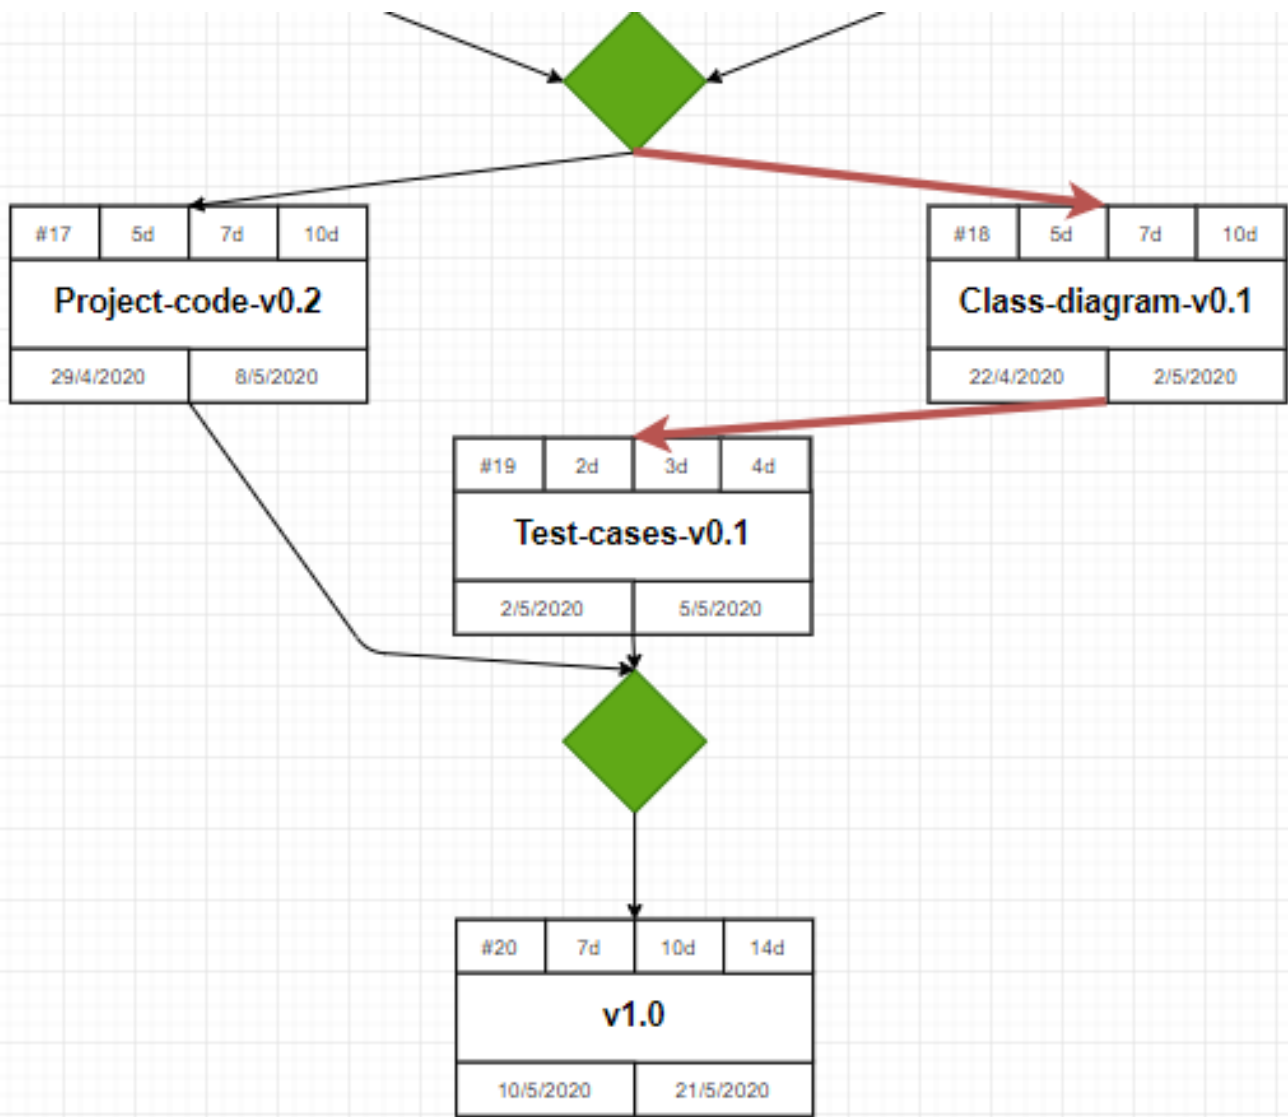 #17 5d 7d 10d
Project-code-v0.2
29/4/2020 8/5/2020
#18 5d 7d 10d
Class-diagram-v0.1
22/4/2020 2/5/2020
#19 2d 3d 4d
Test-cases-v0.1
2/5/2020 5/5/2020
#20 7d 10d 14d
v1.0
10/5/2020 21/5/2020